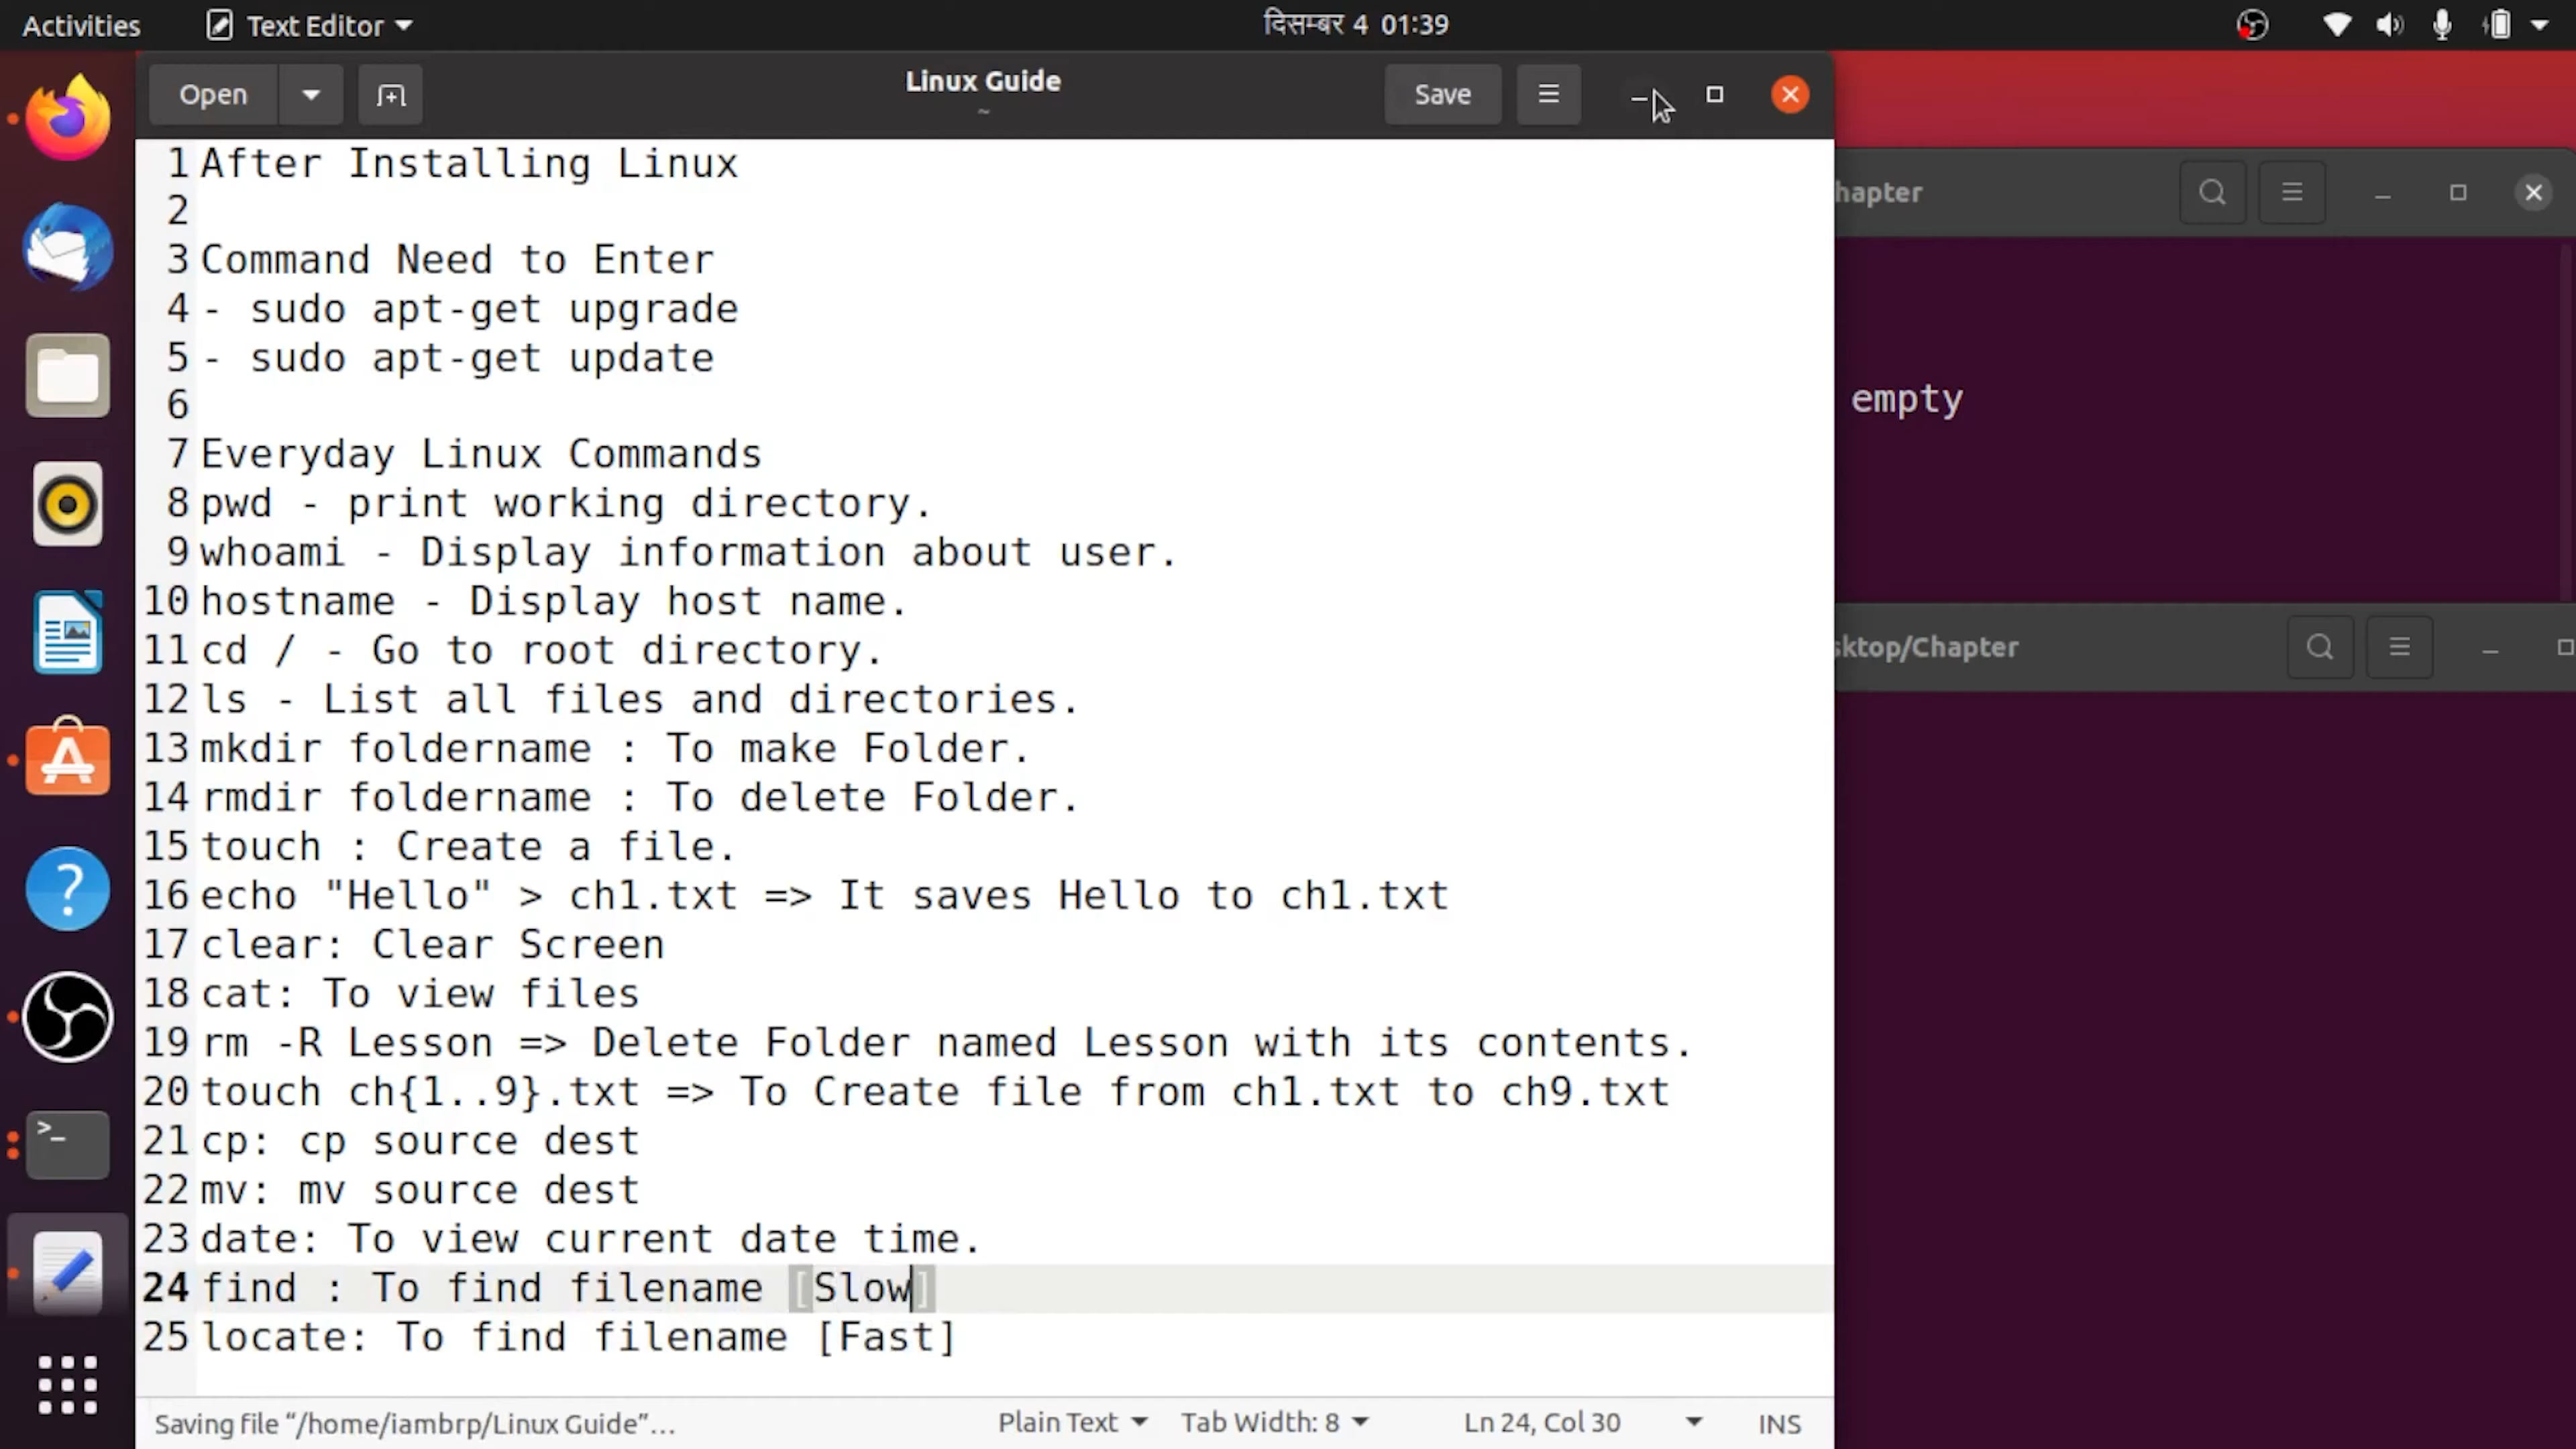 Activities
Text Editor
दिसम्बर 4 01:39
Open
Linux Guide
~
Save
1 After Installing Linux
2
3 Command Need to Enter
4 - sudo apt-get upgrade
5 - sudo apt-get update
6
7 Everyday Linux Commands
8 pwd - print working directory.
9 whoami - Display information about user.
10 hostname - Display host name.
11 cd / - Go to root directory.
12 ls - List all files and directories.
13 mkdir foldername : To make Folder.
14 rmdir foldername : To delete Folder.
15 touch : Create a file.
16 echo "Hello" > ch1.txt => It saves Hello to ch1.txt
17 clear: Clear Screen
18 cat: To view files
19 rm -R Lesson => Delete Folder named Lesson with its contents.
20 touch ch{1..9}.txt => To Create file from ch1.txt to ch9.txt
21 cp: cp source dest
22 mv: mv source dest
23 date: To view current date time.
24 find : To find filename [Slow]
25 locate: To find filename [Fast]
Saving file “/home/iambrp/Linux Guide”…
Plain Text
Tab Width: 8
Ln 24, Col 30
INS
hapter
empty
sktop/Chapter